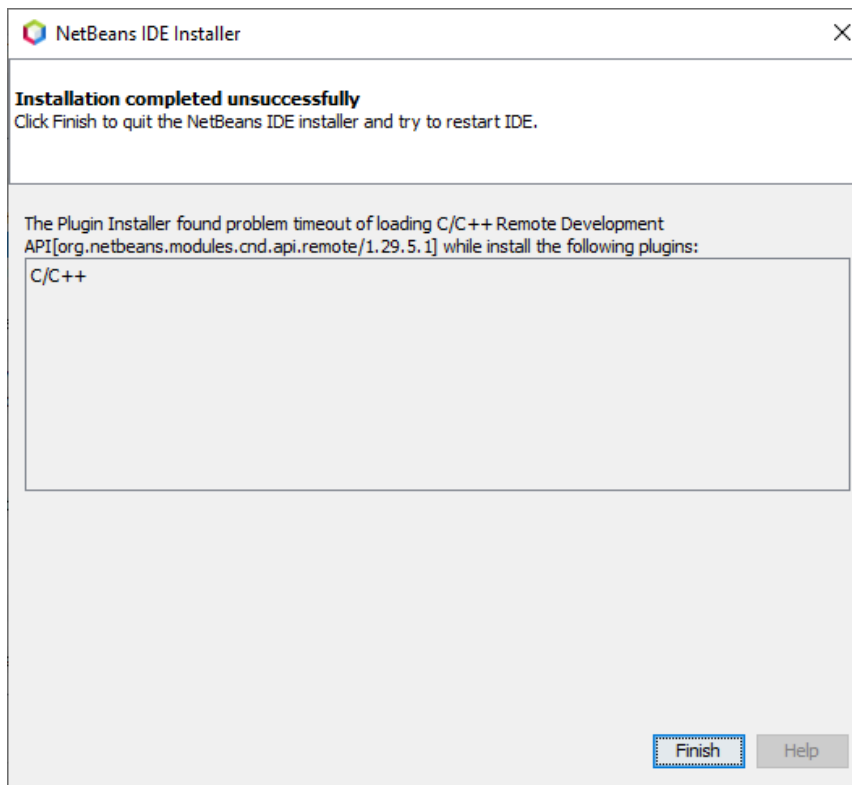 NetBeans IDE Installer
Installation completed unsuccessfully
Click Finish to quit the NetBeans IDE installer and try to restart IDE.
The Plugin Installer found problem timeout of loading C/C++ Remote Development
API[org.netbeans.modules.cnd.api.remote/1.29.5.1] while install the following plugins:
C/C++
Finish
Help